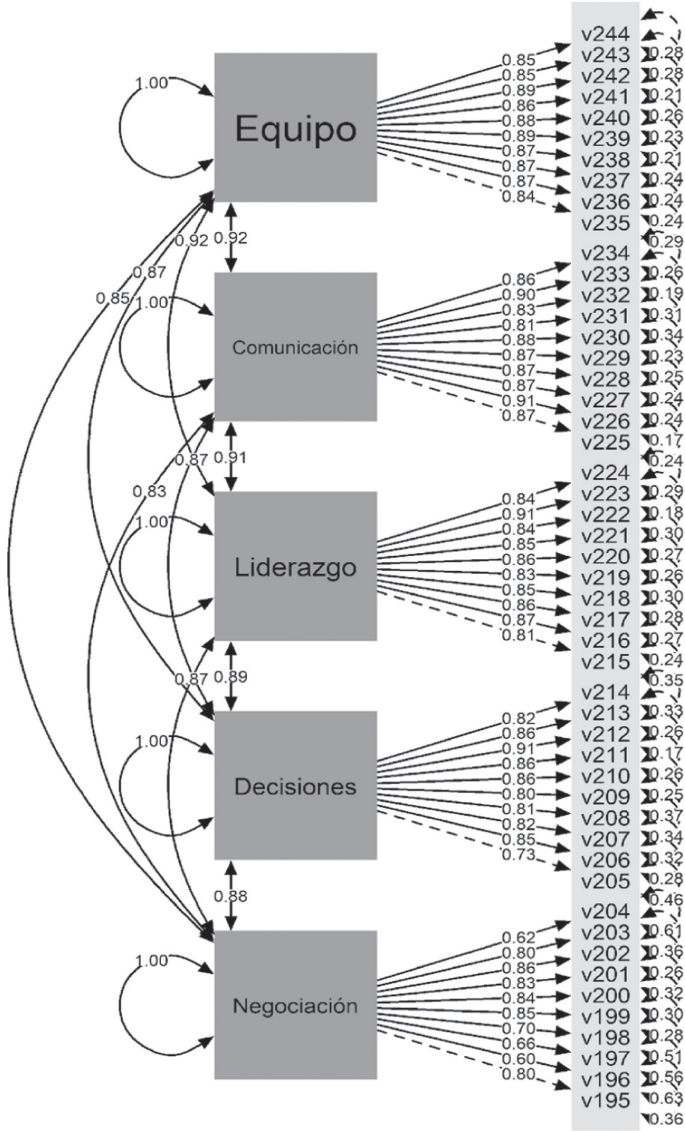 v244
1.00
0.85
v243
0.28
0.85
v242
0.28
0.89
v241
0.21
0.86
v240
0.26
Equipo
0.88
v239
0.23
0.89
v238
0.21
0.87
v237
0.24
0.87
v236
0.24
0.84
v235
0.24
0.92
0.92
0.29
v234
0.87
0.86
v233
0.26
0.85
1.00
0.90
v232
0.19
0.83
v231
0.31
0.81
v230
0.34
Comunicación
0.88
v229
0.23
0.87
v228
0.25
0.87
v227
0.24
0.91
v226
0.24
0.87
v225
0.17
0.87
0.91
0.24
v224
0.83
0.84
v223
0.29
1.00
0.91
v222
0.18
0.84
v221
0.30
0.85
v220
0.27
Liderazgo
0.86
v219
0.26
0.83
v218
0.30
0.85
v217
0.28
0.86
v216
0.27
0.87
v215
0.24
0.81
0.87
0.89
0.35
v214
0.82
v213
0.33
1.00
0.86
v212
0.26
0.91
v211
0.17
0.86
v210
0.26
Decisiones
0.86
v209
0.25
0.80
v208
0.37
0.81
v207
0.34
0.82
v206
0.32
0.85
v205
0.28
0.73
0.88
0.46
v204
0.62
v203
0.61
1.00
0.80
v202
0.36
0.86
v201
0.26
0.83
v200
0.32
Negociación
0.84
v199
0.30
0.85
v198
0.28
0.70
v197
0.51
0.66
v196
0.56
0.60
v195
0.63
0.80
0.36